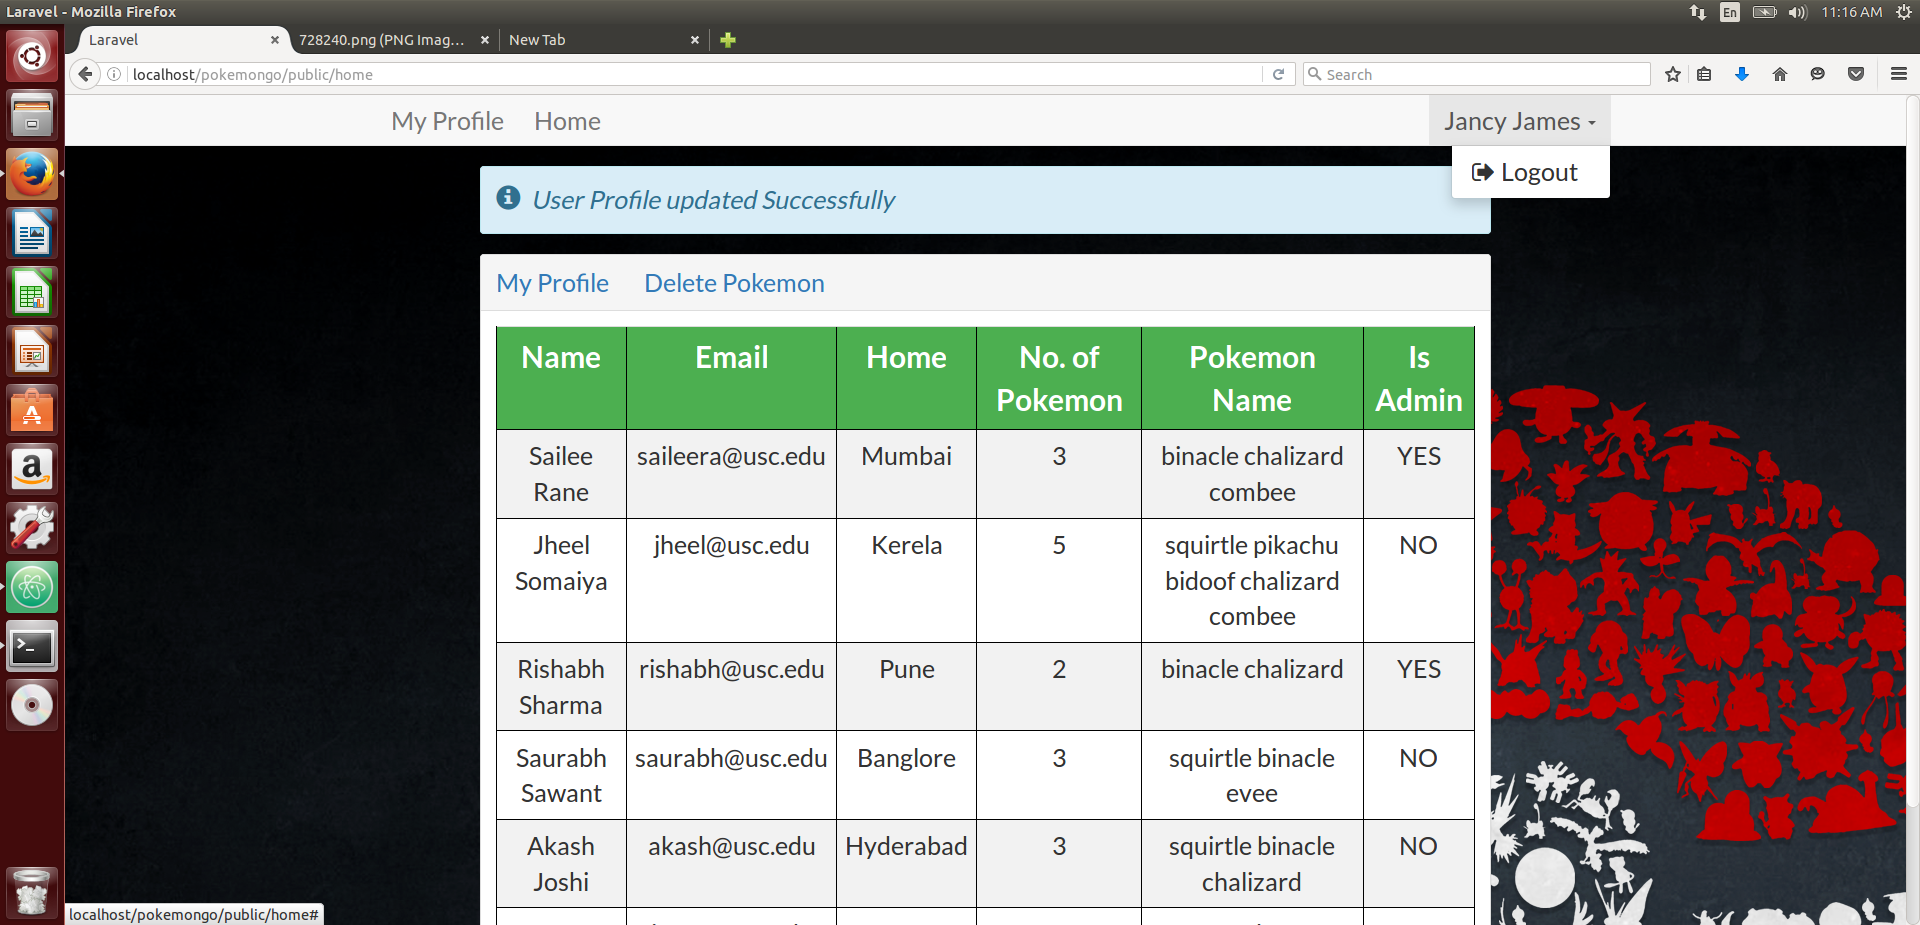 Laravel - Mozilla Firefox
En
11:16 AM
Laravel
728240.png (PNG Imag...
New Tab
localhost/pokemongo/public/home
Search
My Profile
Home
Jancy James
Logout
User Profile updated Successfully
My Profile
Delete Pokemon
Name Email Home No. of Pokemon Pokemon Name Is Admin
Sailee Rane saileera@usc.edu Mumbai 3 binacle chalizard combee YES
Jheel Somaiya jheel@usc.edu Kerela 5 squirtle pikachu bidoof chalizard combee NO
Rishabh Sharma rishabh@usc.edu Pune 2 binacle chalizard YES
Saurabh Sawant saurabh@usc.edu Banglore 3 squirtle binacle evee NO
Akash Joshi akash@usc.edu Hyderabad 3 squirtle binacle chalizard NO
localhost/pokemongo/public/home#